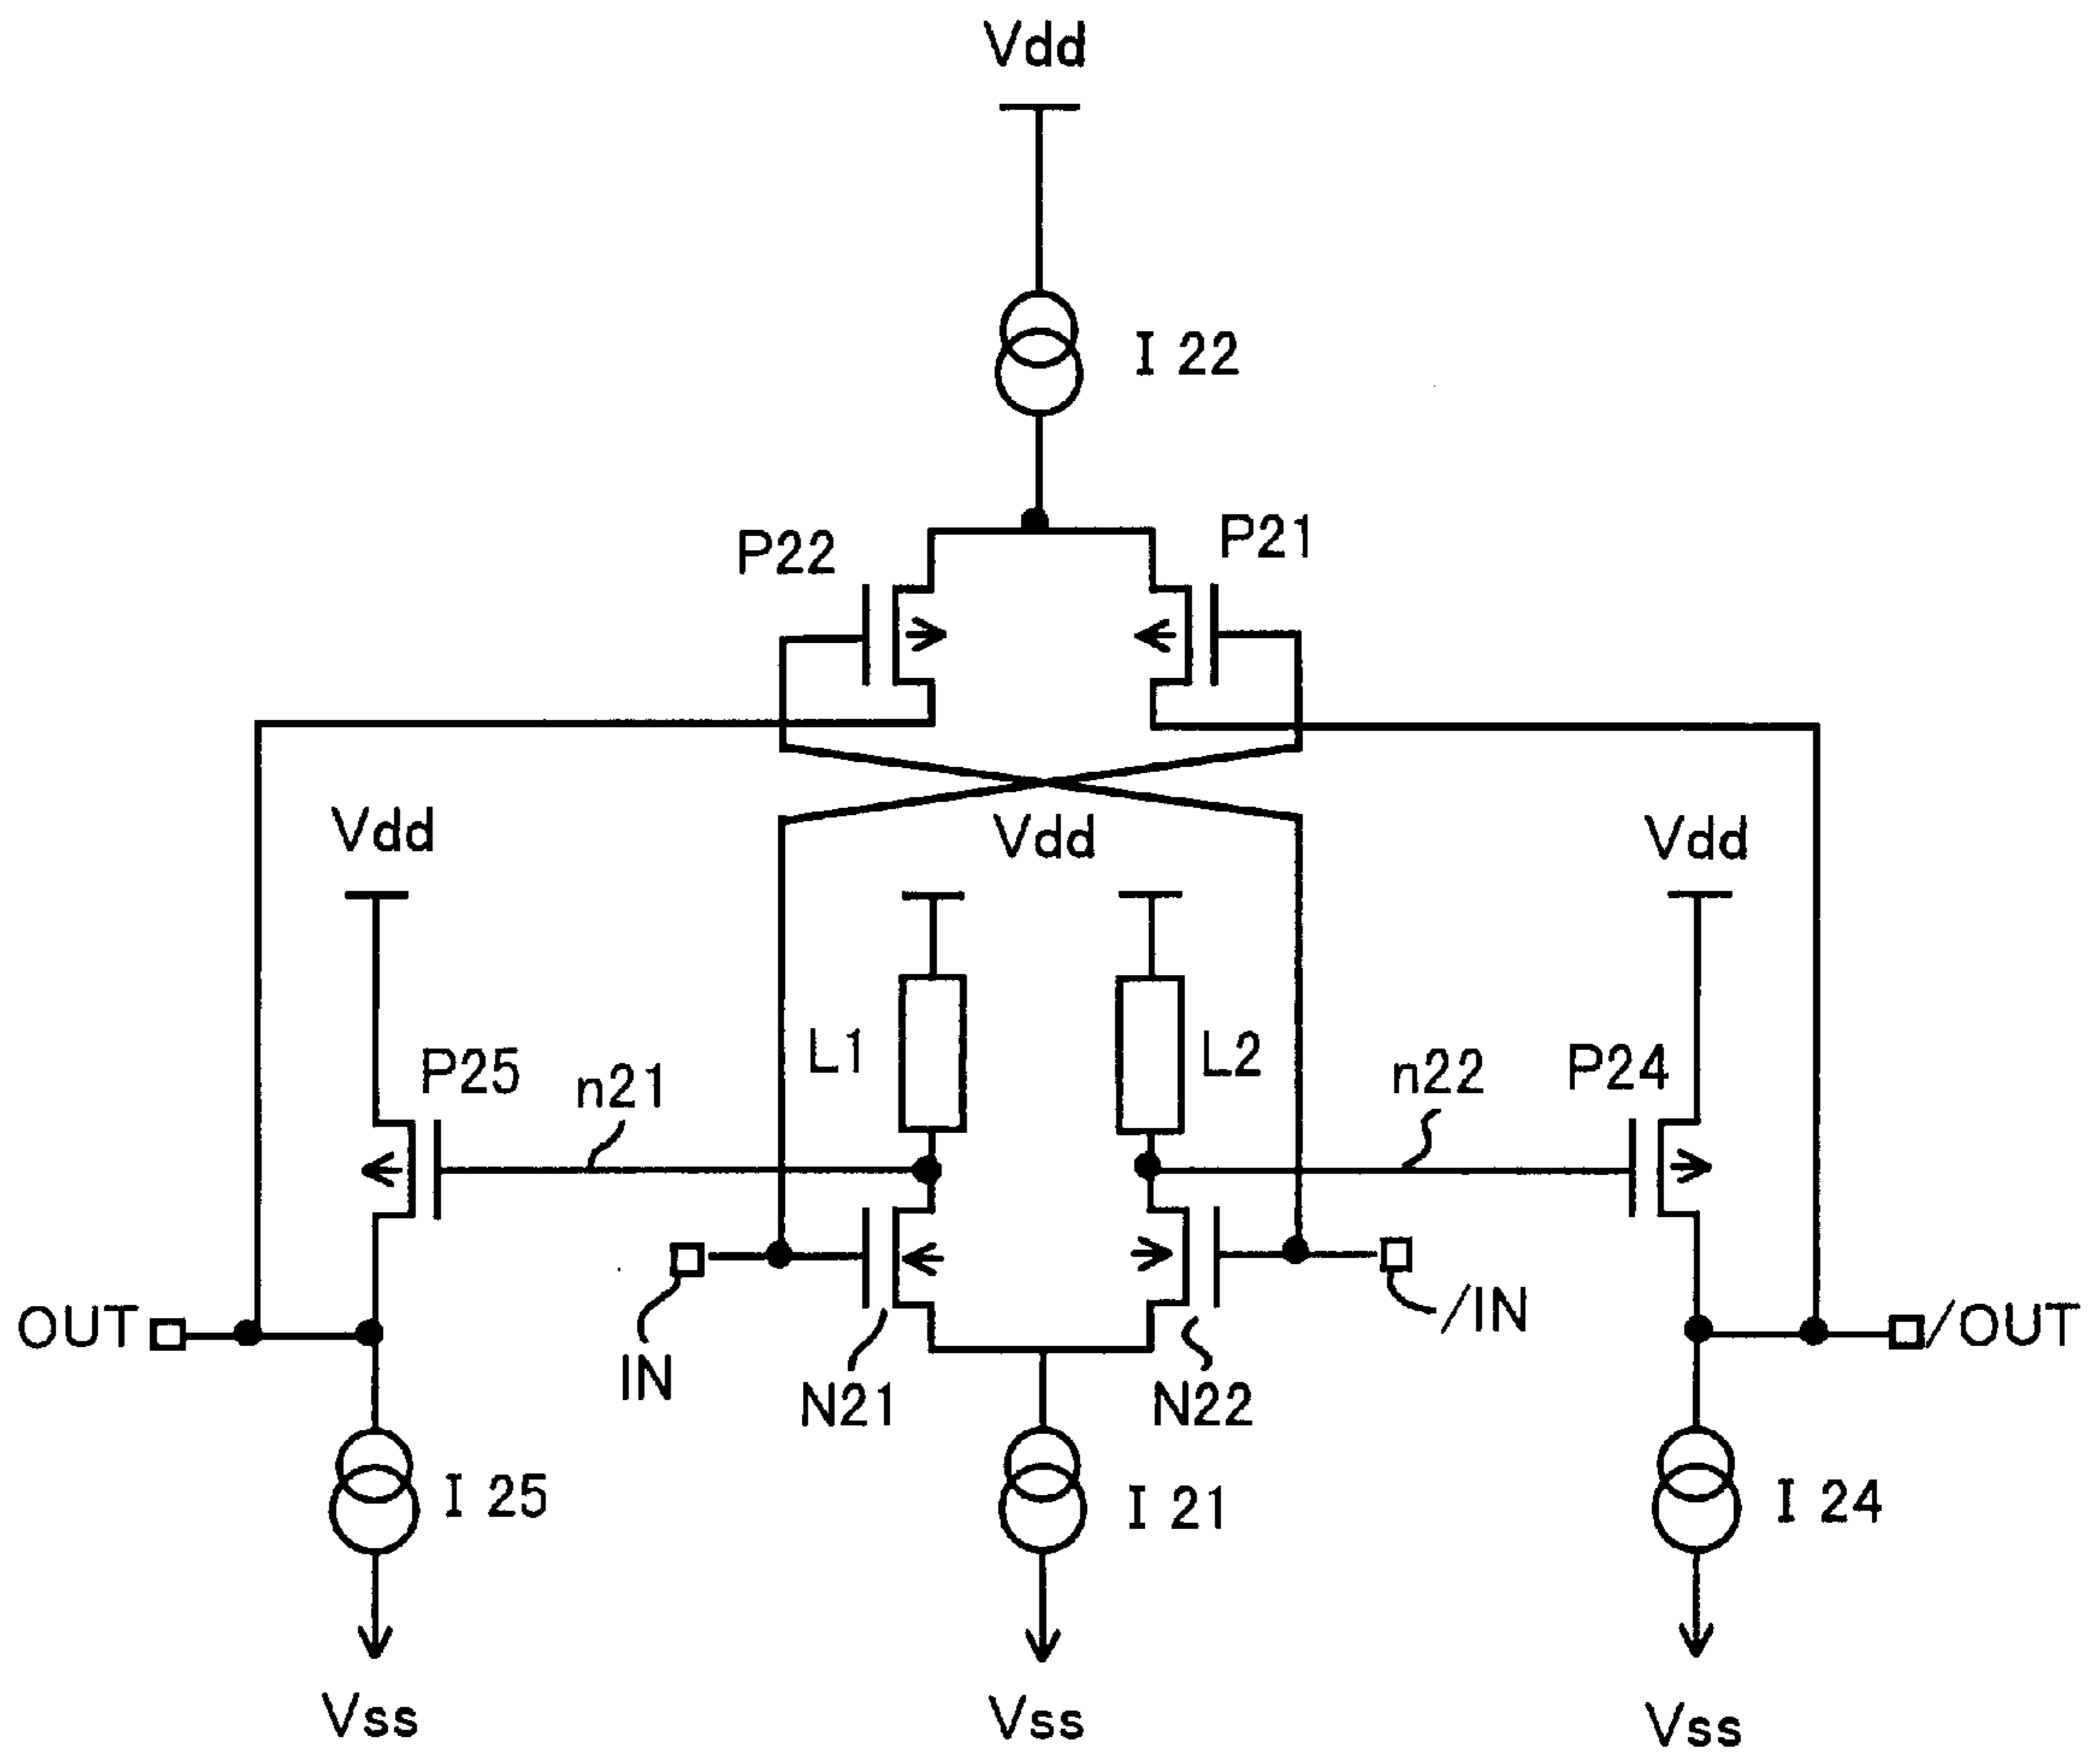 Vdd
I 22
P22
P21
Vdd
Vdd
Vdd
L1
L2
P25
n21
n22
P24
OUT
IN
/IN
/OUT
N21
N22
I 25
I 21
I 24
Vss
Vss
Vss